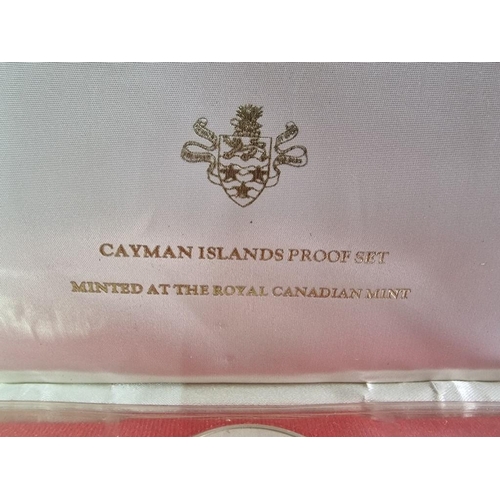 CAYMAN ISLANDS PROOF SET
MINTED AT THE ROYAL CANADIAN MINT